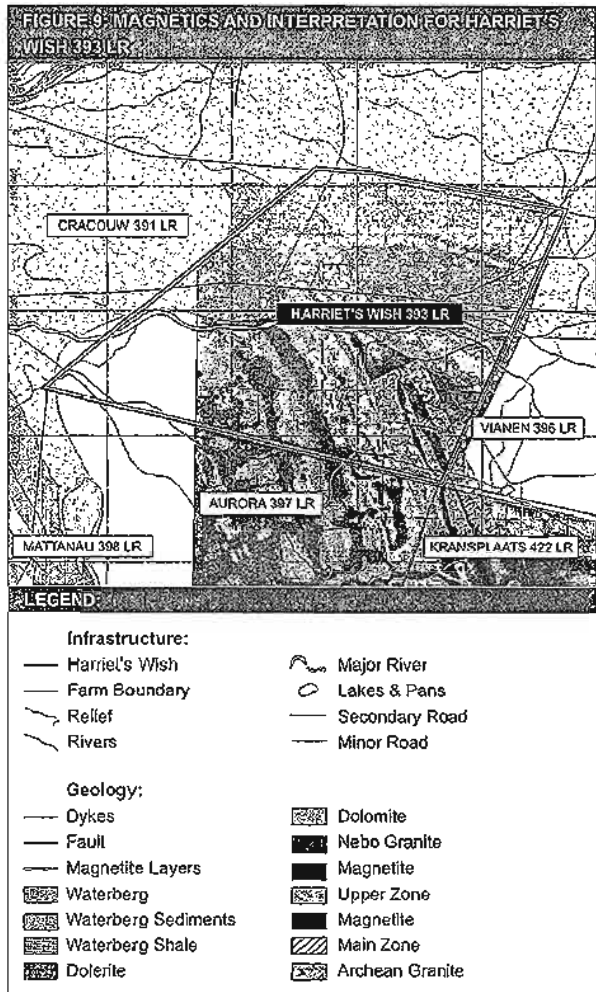 FIGURE 9: MAGNETICS AND INTERPRETATION FOR HARRIET'S
WISH 393 LR
CRACOUW 391 LR
HARRIET'S WISH 393 LR
VIANEN 396 LR
AURORA 397 LR
MATTANAU 398 LR
KRANSPLAATS 422 LR
LEGEND:
Infrastructure:
Harriet's Wish
Farm Boundary
Relief
Rivers
Major River
Lakes & Pans
Secondary Road
Minor Road
Geology:
Dykes
Fault
Magnetite Layers
Waterberg
Waterberg Sediments
Waterberg Shale
Dolerite
Dolomite
Nebo Granite
Magnetite
Upper Zone
Magnetite
Main Zone
Archean Granite